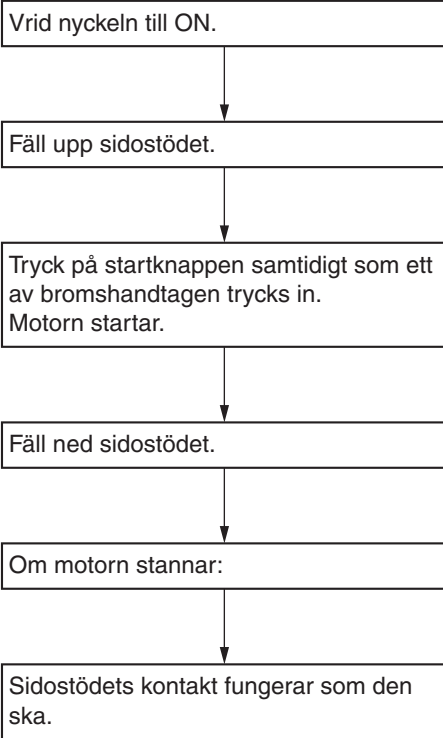 Vrid nyckeln till ON.
Fäll upp sidostödet.
Tryck på startknappen samtidigt som ett
av bromshandtagen trycks in.
Motorn startar.
Fäll ned sidostödet.
Om motorn stannar:
Sidostödets kontakt fungerar som den
ska.